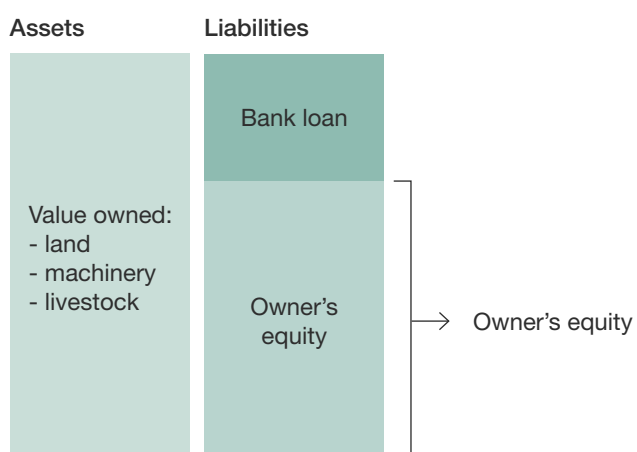 Assets
Liabilities
Bank loan
Value owned:
- land
- machinery
- livestock
Owner’s
equity
Owner’s equity